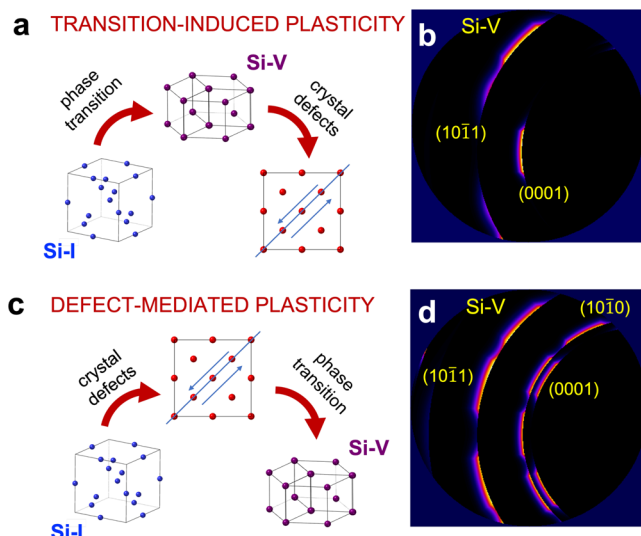 a TRANSITION-INDUCED PLASTICITY
Si-V
phase
transition
crystal
defects
Si-I
b
Si-V
(101̄1)
(0001)
c DEFECT-MEDIATED PLASTICITY
crystal
defects
phase
transition
Si-V
Si-I
d
Si-V
(101̄0)
(101̄1)
(0001)